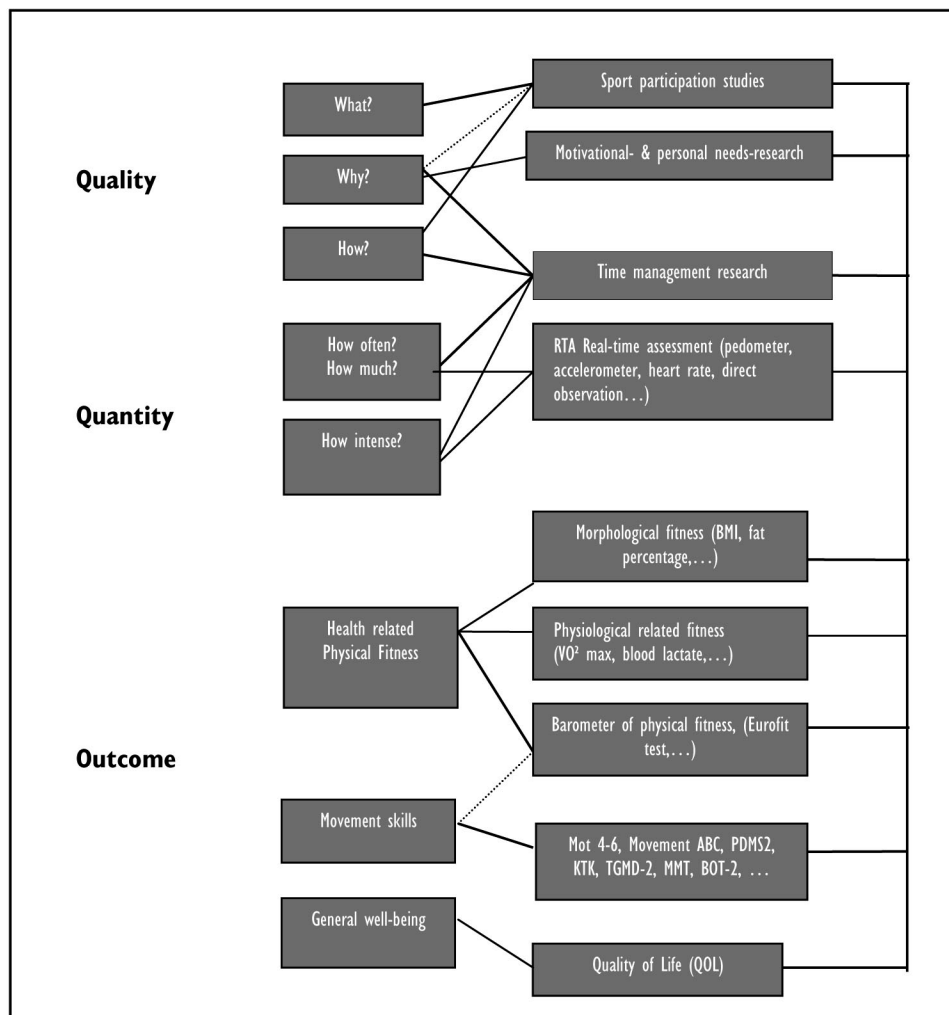 Quality
What?
Why?
How?
Sport participation studies
Motivational- & personal needs-research
Time management research
Quantity
How often?
How much?
How intense?
RTA Real-time assessment (pedometer,
accelerometer, heart rate, direct
observation...)
Outcome
Health related
Physical Fitness
Movement skills
General well-being
Morphological fitness (BMI, fat
percentage,...)
Physiological related fitness
(VO² max, blood lactate,...)
Barometer of physical fitness, (Eurofit
test,...)
Mot 4-6, Movement ABC, PDMS2,
KTK, TGMD-2, MMT, BOT-2, ...
Quality of Life (QOL)